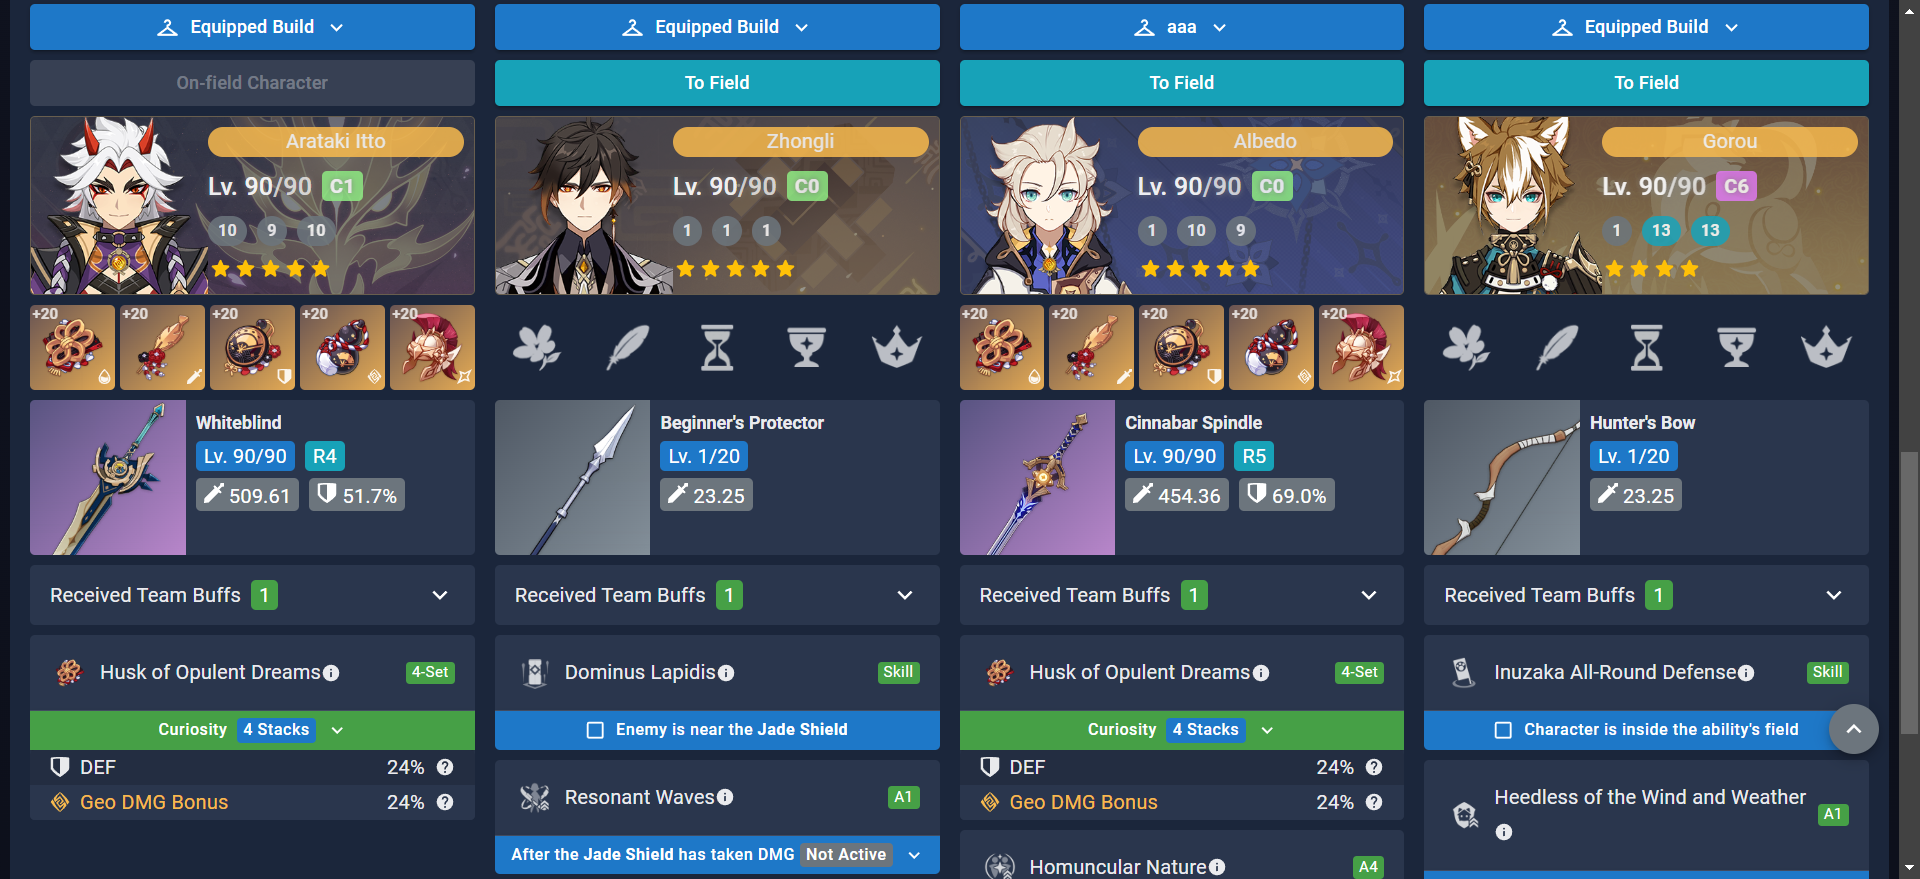 Equipped Build
Equipped Build
aaa
Equipped Build
On-field Character
To Field
To Field
To Field
Arataki Itto
Lv. 90/90 C1
10 9 10
Zhongli
Lv. 90/90 C0
1 1 1
Albedo
Lv. 90/90 C0
1 10 9
Gorou
Lv. 90/90 C6
1 13 13
+20 +20 +20 +20 +20
+20 +20 +20 +20 +20
Whiteblind
Lv. 90/90 R4
509.61 51.7%
Beginner's Protector
Lv. 1/20
23.25
Cinnabar Spindle
Lv. 90/90 R5
454.36 69.0%
Hunter's Bow
Lv. 1/20
23.25
Received Team Buffs 1
Received Team Buffs 1
Received Team Buffs 1
Received Team Buffs 1
Husk of Opulent Dreams 4-Set
Curiosity 4 Stacks
DEF 24%
Geo DMG Bonus 24%
Dominus Lapidis Skill
Enemy is near the Jade Shield
Resonant Waves A1
After the Jade Shield has taken DMG Not Active
Husk of Opulent Dreams 4-Set
Curiosity 4 Stacks
DEF 24%
Geo DMG Bonus 24%
Homuncular Nature A4
Inuzaka All-Round Defense Skill
Character is inside the ability's field
Heedless of the Wind and Weather A1